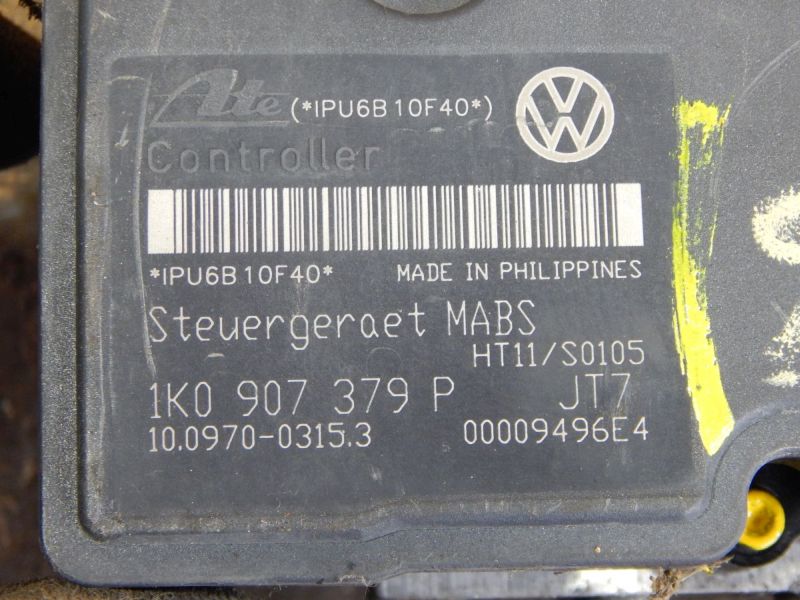 Ate (*IPU6B10F40*)
Controller
*IPU6B10F40* MADE IN PHILIPPINES
Steuergeraet MABS
HT11/S0105
1K0 907 379 P JT7
10.0970-0315.3 00009496E4